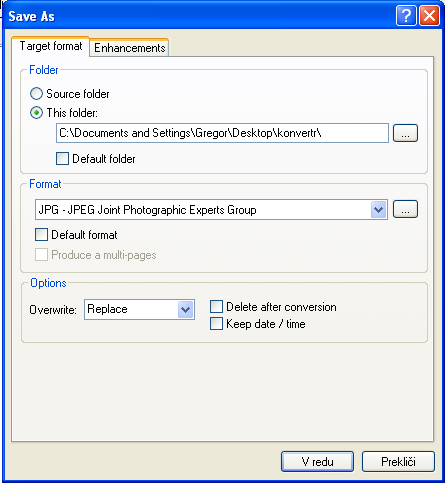 Save As
Target format
Enhancements
Folder
Source folder
This folder:
C:\Documents and Settings\Gregor\Desktop\konvertr\
...
Default folder
Format
JPG - JPEG Joint Photographic Experts Group
...
Default format
Produce a multi-pages
Options
Overwrite: Replace
Delete after conversion
Keep date / time
V redu
Prekliči